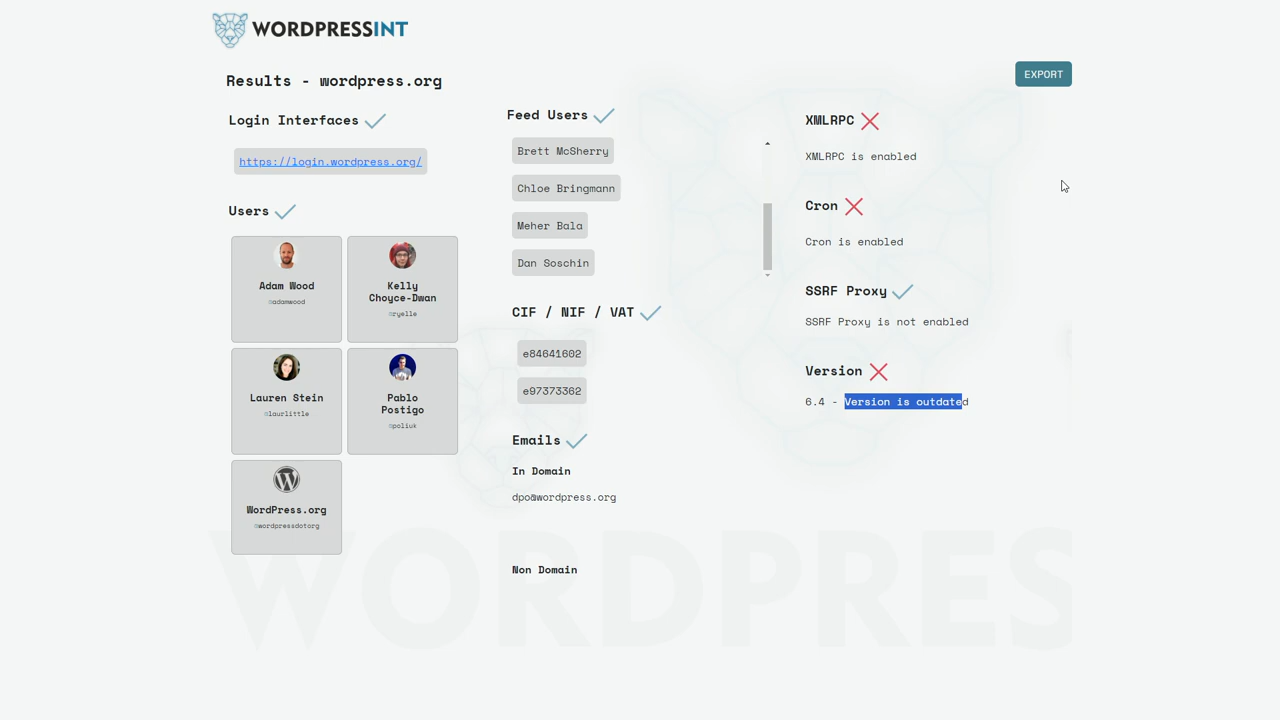 WORDPRESSINT
Results - wordpress.org
EXPORT
Login Interfaces
https://login.wordpress.org/
Users
Adam Wood
@adamwood
Kelly
Choyce-Dwan
@ryelle
Lauren Stein
@laurlittle
Pablo
Postigo
@poliuk
WordPress.org
@wordpressdotorg
Feed Users
Brett McSherry
Chloe Bringmann
Meher Bala
Dan Soschin
CIF / NIF / VAT
e84641602
e97373362
Emails
In Domain
dpo@wordpress.org
Non Domain
XMLRPC
XMLRPC is enabled
Cron
Cron is enabled
SSRF Proxy
SSRF Proxy is not enabled
Version
6.4 - Version is outdated
WORDPRES